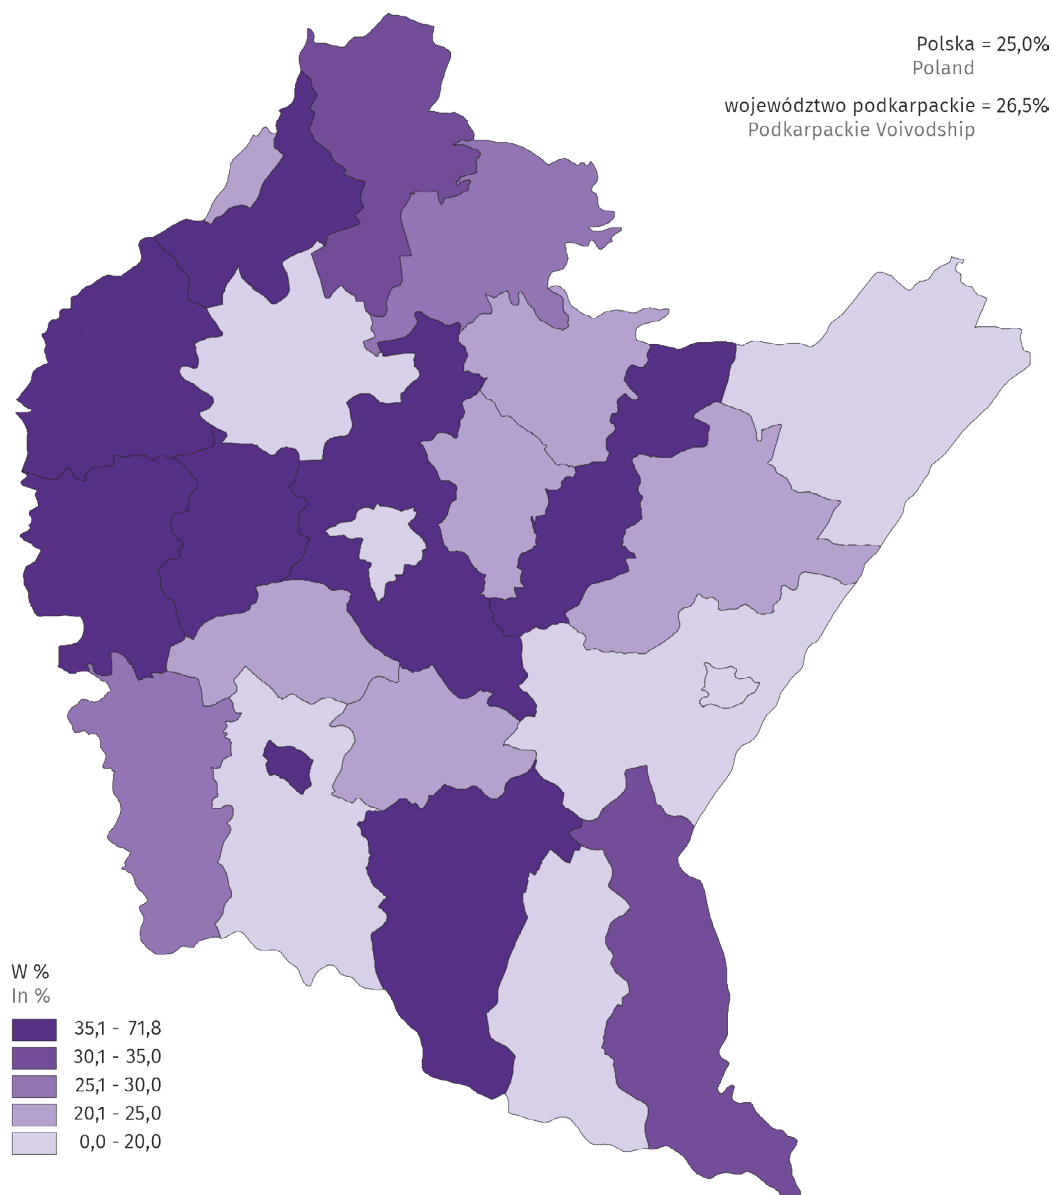 Polska = 25,0%
Poland
województwo podkarpackie = 26,5%
Podkarpackie Voivodship
W %
In %
35,1 - 71,8
30,1 - 35,0
25,1 - 30,0
20,1 - 25,0
0,0 - 20,0